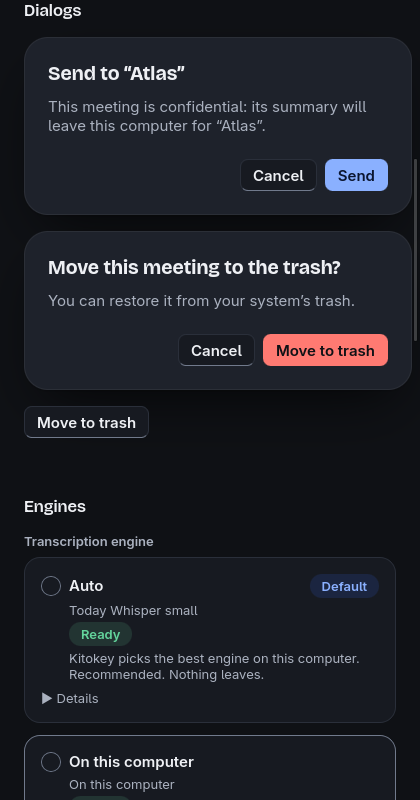 Dialogs
Send to “Atlas”
This meeting is confidential: its summary will
leave this computer for “Atlas”.
Cancel
Send
Move this meeting to the trash?
You can restore it from your system’s trash.
Cancel
Move to trash
Move to trash
Engines
Transcription engine
Auto
Default
Today Whisper small
Ready
Kitokey picks the best engine on this computer.
Recommended. Nothing leaves.
▶ Details
On this computer
On this computer